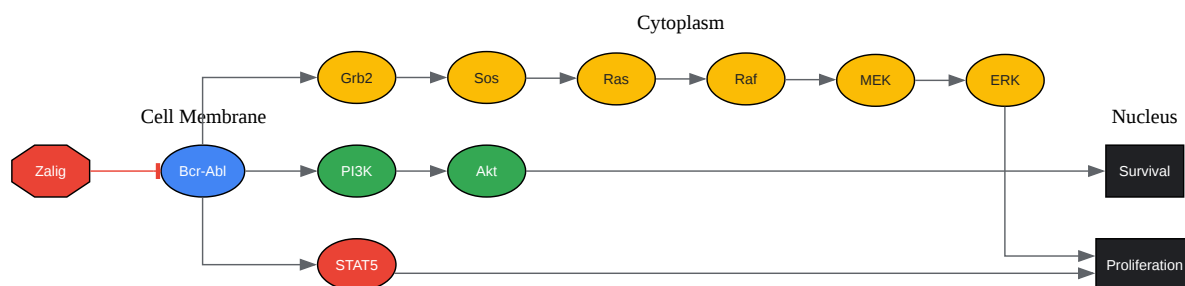 Cytoplasm
Grb2 Sos Ras Raf MEK ERK
Cell Membrane Nucleus
Zalig Bcr-Abl PI3K Akt Survival
STAT5 Proliferation